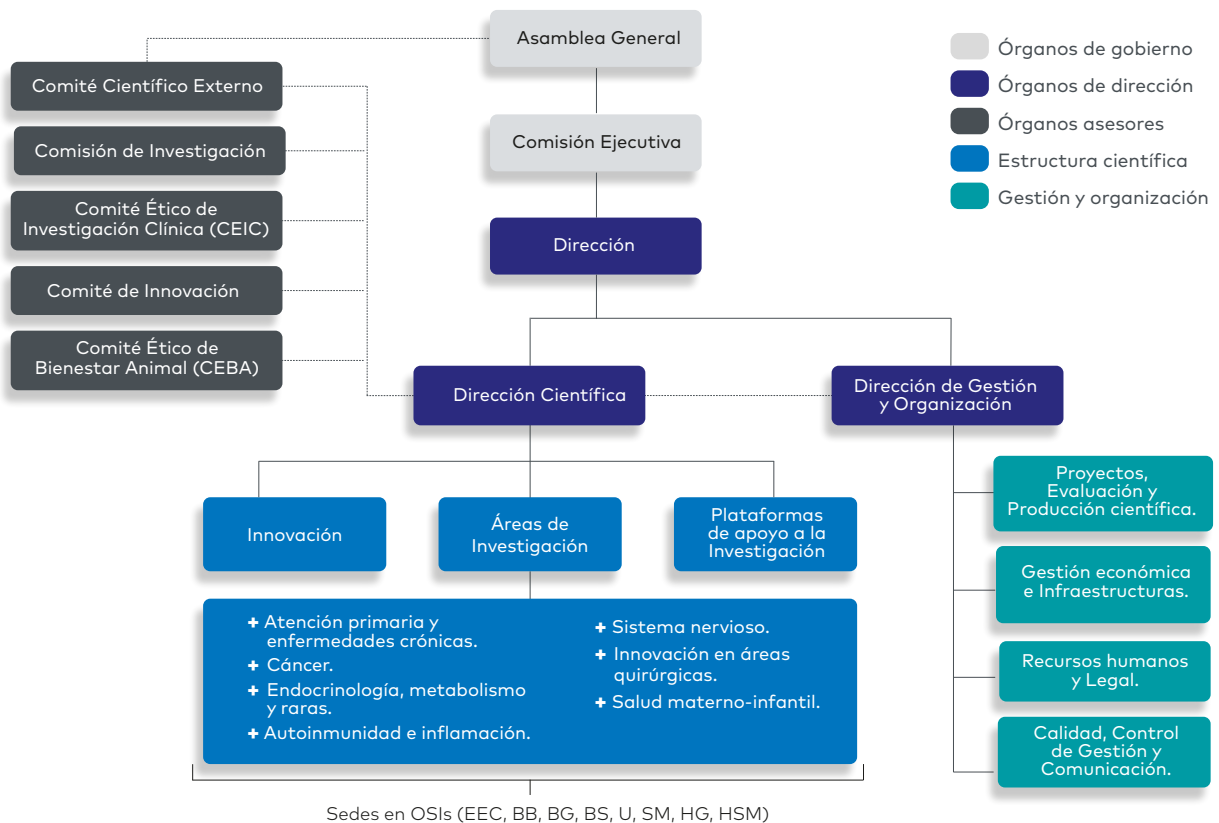 Asamblea General
Comisión Ejecutiva
Dirección
Órganos de gobierno
Órganos de dirección
Órganos asesores
Estructura científica
Gestión y organización
Comité Científico Externo
Comisión de Investigación
Comité Ético de
Investigación Clínica (CEIC)
Comité de Innovación
Comité Ético de
Bienestar Animal (CEBA)
Dirección Científica
Dirección de Gestión
y Organización
Innovación
Áreas de
Investigación
Plataformas
de apoyo a la
Investigación
+ Atención primaria y
enfermedades crónicas.
+ Cáncer.
+ Endocrinología, metabolismo
y raras.
+ Autoinmunidad e inflamación.
+ Sistema nervioso.
+ Innovación en áreas
quirúrgicas.
+ Salud materno-infantil.
Proyectos,
Evaluación y
Producción científica.
Gestión económica
e Infraestructuras.
Recursos humanos
y Legal.
Calidad, Control
de Gestión y
Comunicación.
Sedes en OSIs (EEC, BB, BG, BS, U, SM, HG, HSM)